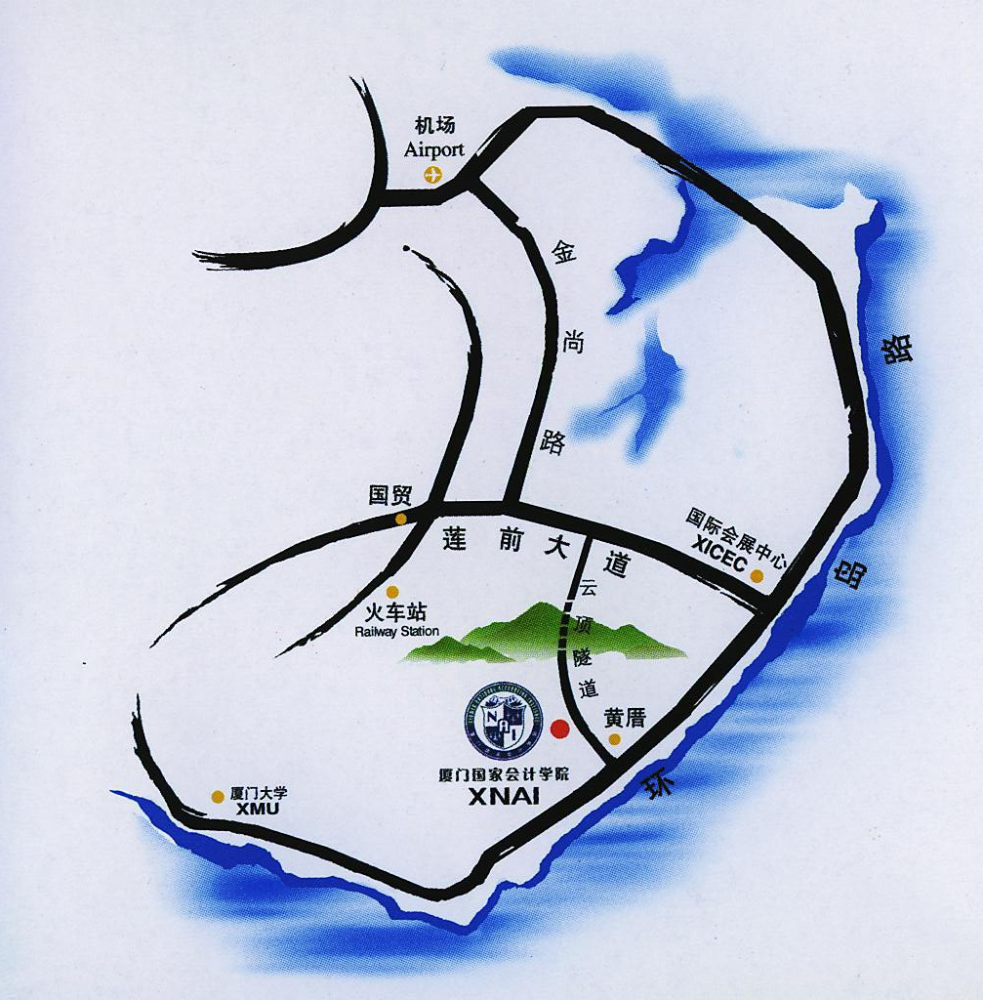 机场
Airport
金尚路
国贸
莲前大道
国际会展中心
XICEC
火车站
Railway Station
云顶隧道
黄厝
NAI
厦门国家会计学院
XNAI
厦门大学
XMU
环岛路